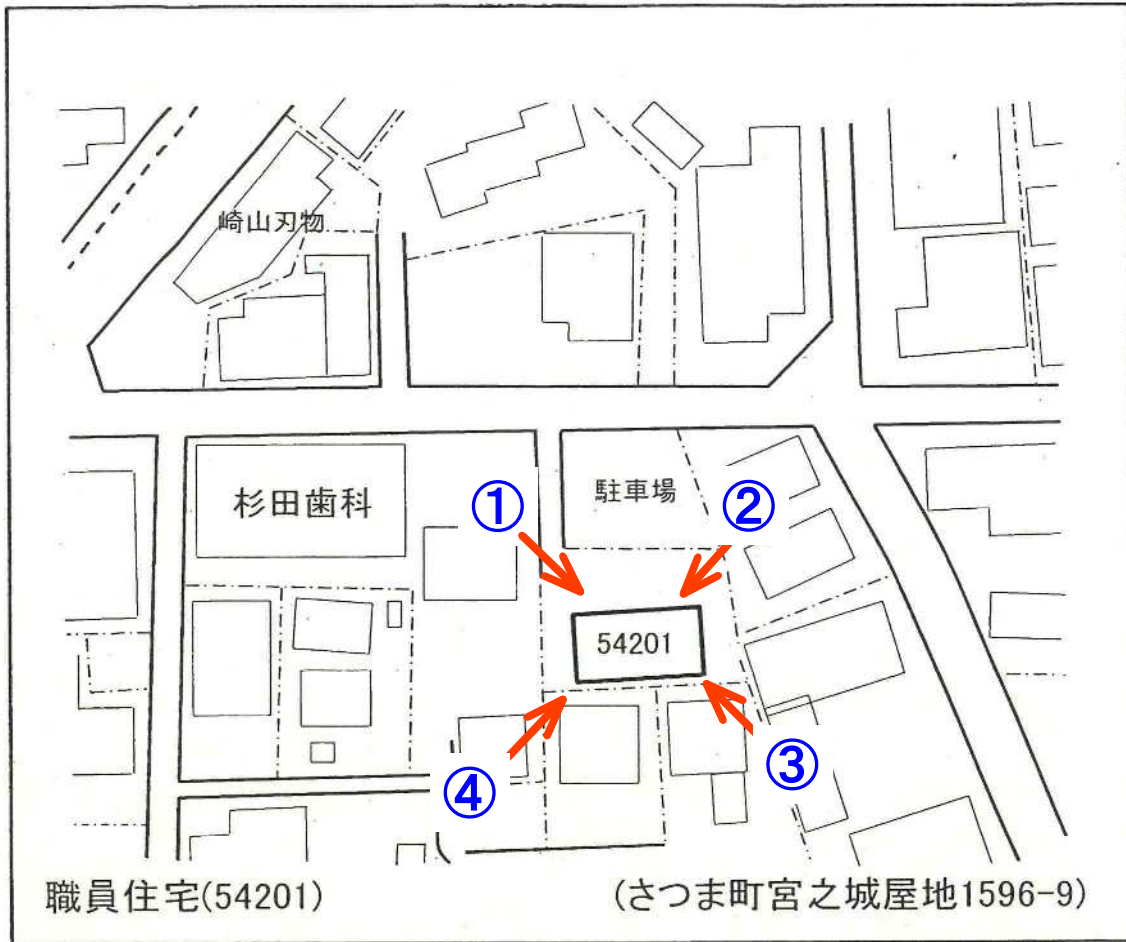 崎山刃物
杉田歯科
①
駐車場
②
54201
④
③
職員住宅(54201)
(さつま町宮之城屋地1596-9)